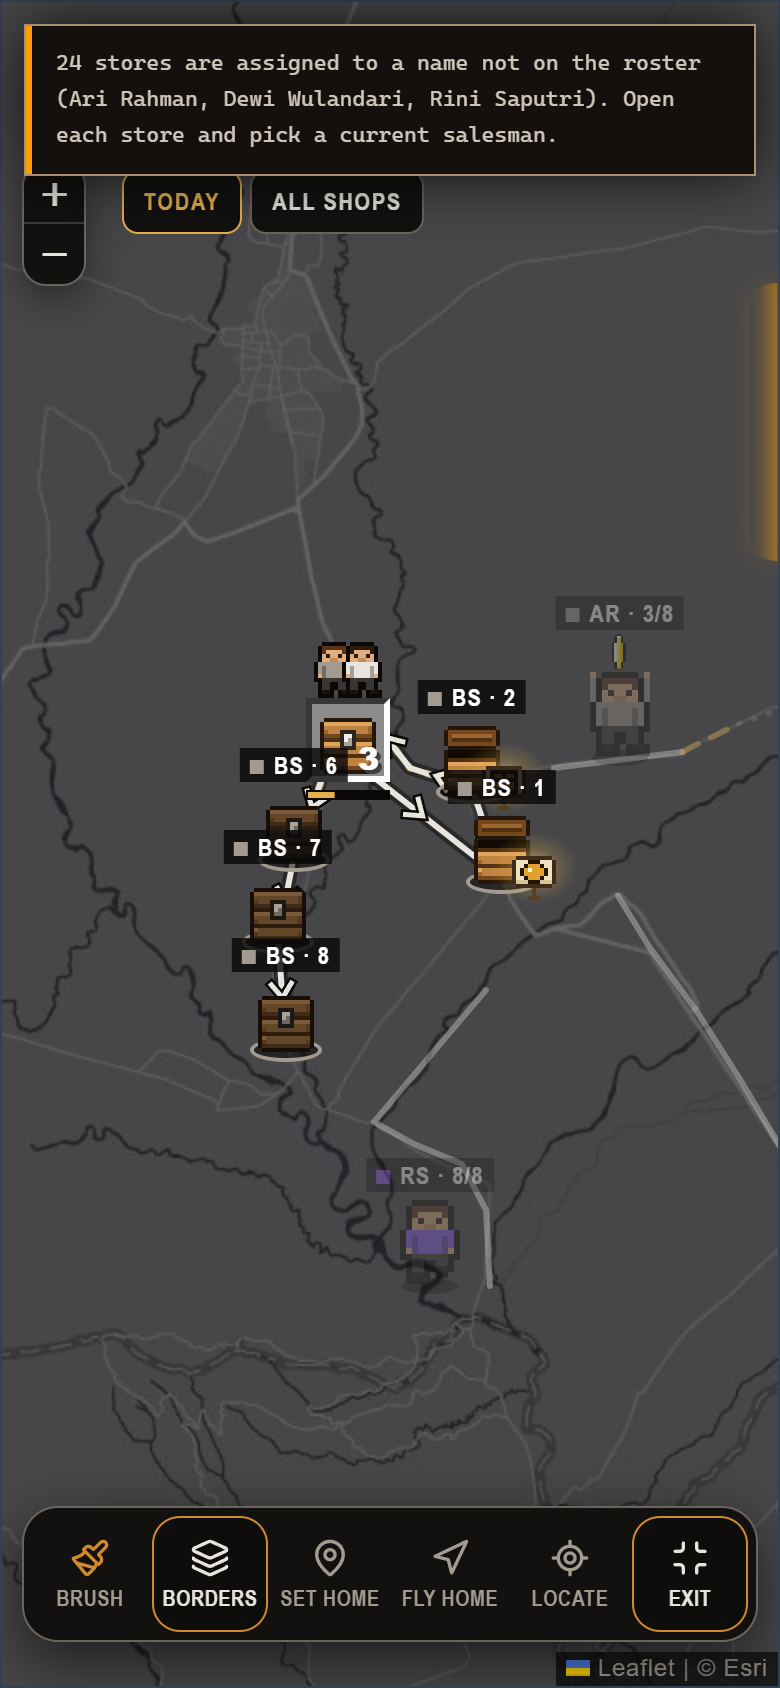 24 stores are assigned to a name not on the roster
(Ari Rahman, Dewi Wulandari, Rini Saputri). Open
each store and pick a current salesman.
+
TODAY
ALL SHOPS
−
AR · 3/8
BS · 2
3
BS · 6
BS · 1
BS · 7
BS · 8
RS · 8/8
BRUSH
BORDERS
SET HOME
FLY HOME
LOCATE
EXIT
Leaflet | © Esri